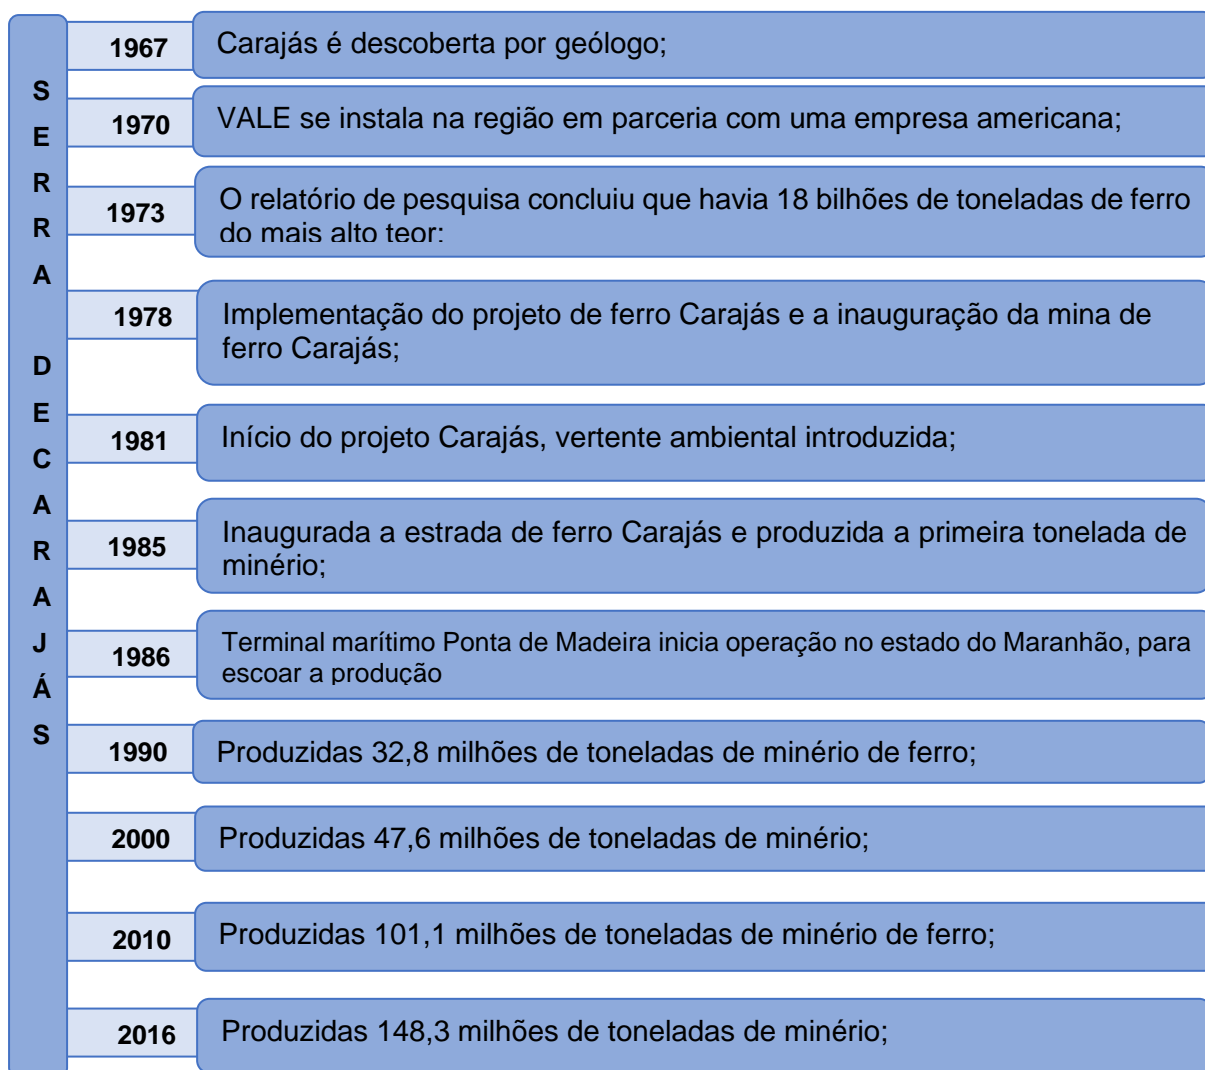 SERRA DE CARAJÁS
1967
Carajás é descoberta por geólogo;
1970
VALE se instala na região em parceria com uma empresa americana;
1973
O relatório de pesquisa concluiu que havia 18 bilhões de toneladas de ferro
do mais alto teor:
1978
Implementação do projeto de ferro Carajás e a inauguração da mina de
ferro Carajás;
1981
Início do projeto Carajás, vertente ambiental introduzida;
1985
Inaugurada a estrada de ferro Carajás e produzida a primeira tonelada de
minério;
1986
Terminal marítimo Ponta de Madeira inicia operação no estado do Maranhão, para
escoar a produção
1990
Produzidas 32,8 milhões de toneladas de minério de ferro;
2000
Produzidas 47,6 milhões de toneladas de minério;
2010
Produzidas 101,1 milhões de toneladas de minério de ferro;
2016
Produzidas 148,3 milhões de toneladas de minério;